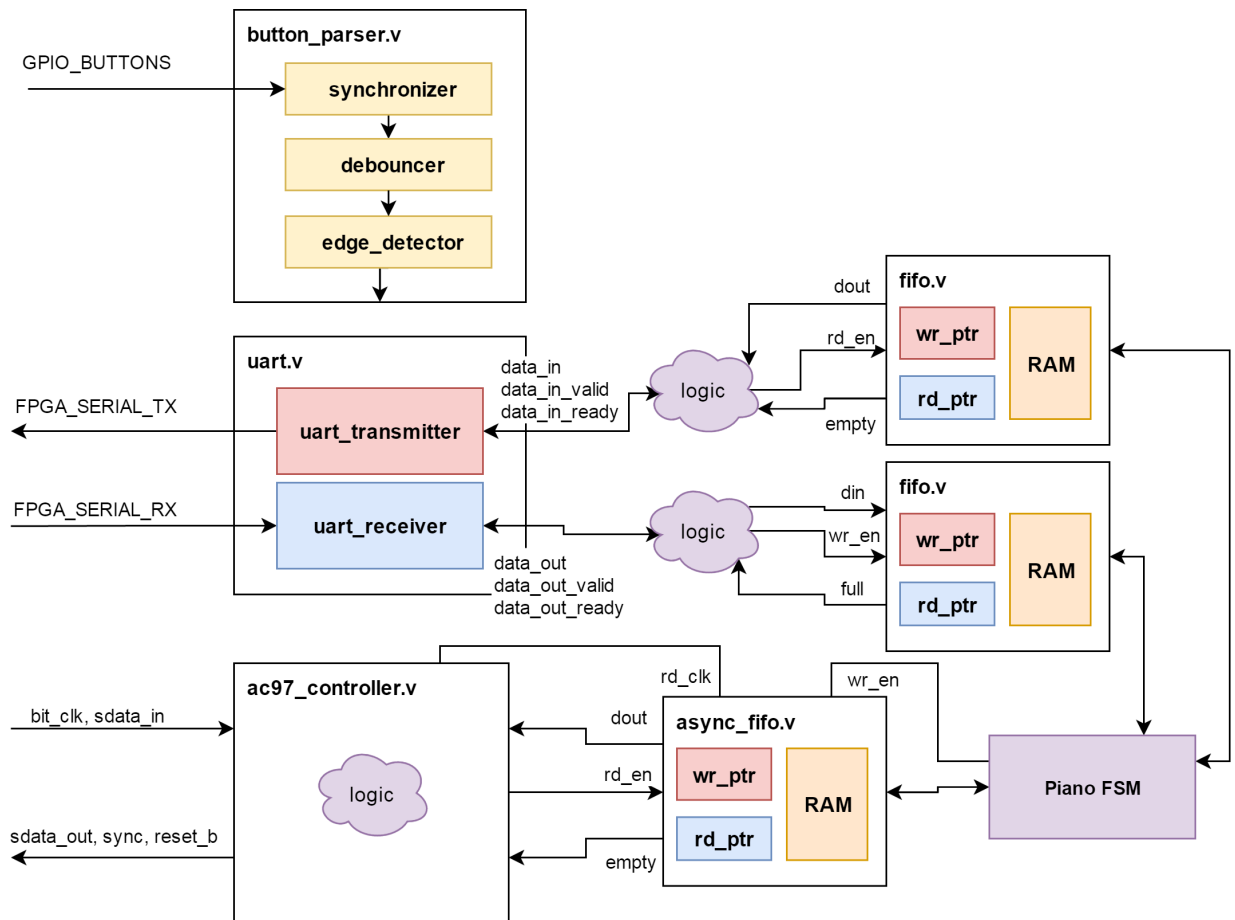 button_parser.v
GPIO_BUTTONS
synchronizer
debouncer
edge_detector
uart.v
FPGA_SERIAL_TX
uart_transmitter
data_in
data_in_valid
data_in_ready
logic
dout
rd_en
empty
fifo.v
wr_ptr
rd_ptr
RAM
FPGA_SERIAL_RX
uart_receiver
data_out
data_out_valid
data_out_ready
logic
din
wr_en
full
fifo.v
wr_ptr
rd_ptr
RAM
ac97_controller.v
bit_clk, sdata_in
logic
sdata_out, sync, reset_b
rd_clk
dout
rd_en
empty
wr_en
async_fifo.v
wr_ptr
rd_ptr
RAM
Piano FSM